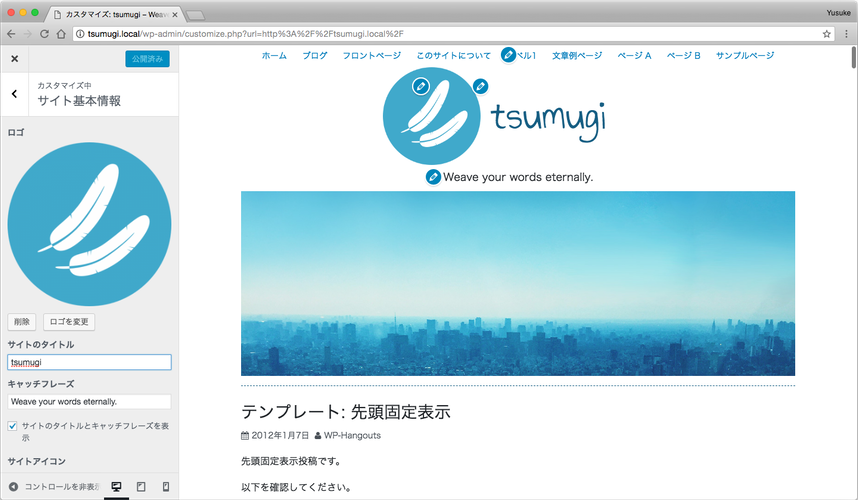 カスタマイズ: tsumugi – Weav
Yusuke
tsumugi.local/wp-admin/customize.php?url=http%3A%2F%2Ftsumugi.local%2F
公開済み
カスタマイズ中
サイト基本情報
ロゴ
削除
ロゴを変更
サイトのタイトル
tsumugi
キャッチフレーズ
Weave your words eternally.
サイトのタイトルとキャッチフレーズを表
示
サイトアイコン
コントロールを非表示
ホーム ブログ フロントページ このサイトについて ベル1 文章例ページ ページ A ページ B サンプルページ
tsumugi
Weave your words eternally.
テンプレート: 先頭固定表示
2012年1月7日 WP-Hangouts
先頭固定表示投稿です。
以下を確認してください。